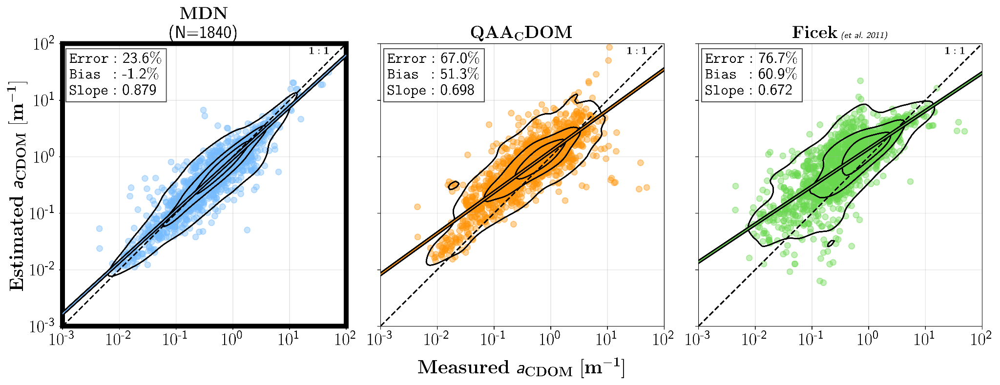 MDN
(N=1840)
QAA_CDOM
Ficek (et al. 2011)
Error : 23.6%
Bias : -1.2%
Slope : 0.879
1 : 1
Error : 67.0%
Bias : 51.3%
Slope : 0.698
1 : 1
Error : 76.7%
Bias : 60.9%
Slope : 0.672
1 : 1
Estimated a_CDOM [m^-1]
10^2
10^1
10^0
10^-1
10^-2
10^-3
10^-3 10^-2 10^-1 10^0 10^1 10^2
10^-3 10^-2 10^-1 10^0 10^1 10^2
10^-3 10^-2 10^-1 10^0 10^1 10^2
Measured a_CDOM [m^-1]